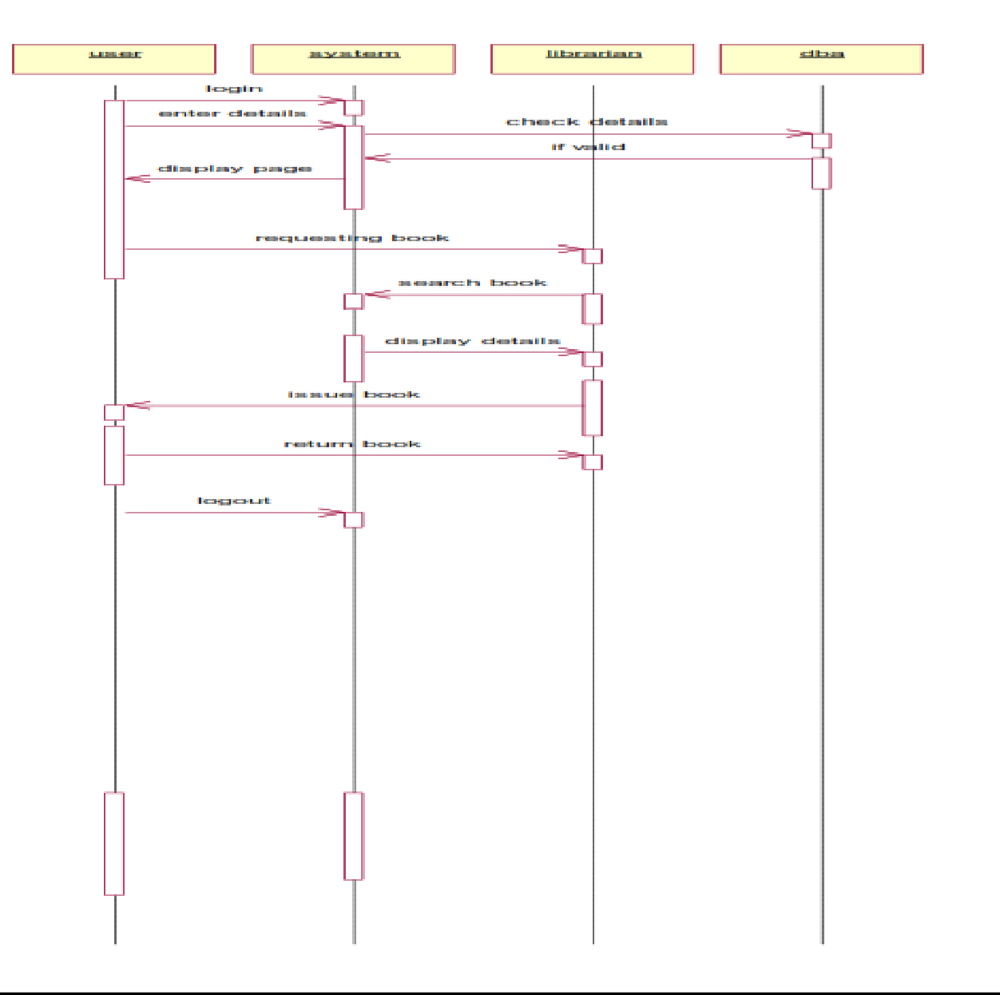 user system librarian dba
login
enter details
check details
if valid
display page
requesting book
search book
display details
issue book
return book
logout